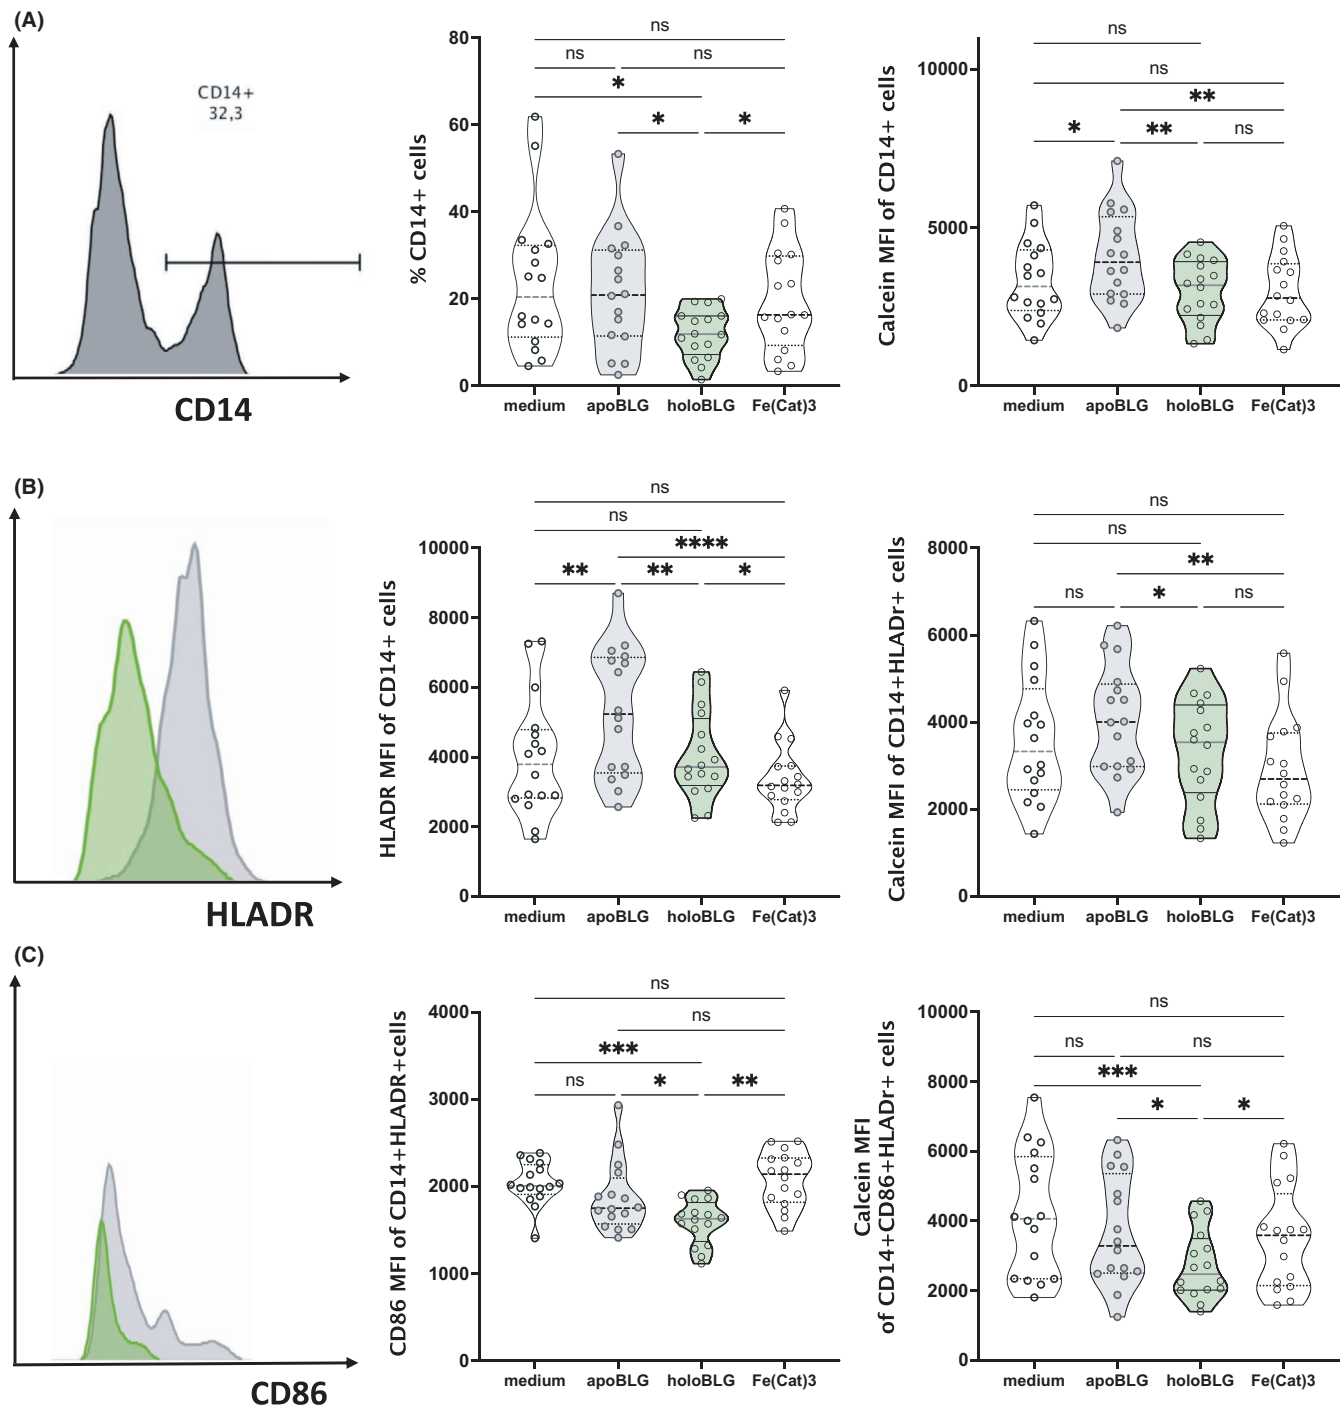 (A)
CD14+
32,3
CD14
% CD14+ cells
80
60
40
20
0
ns
ns
ns
*
*
*
medium
apoBLG
holoBLG
Fe(Cat)3
Calcein MFI of CD14+ cells
10000
5000
0
ns
ns
**
*
**
ns
medium
apoBLG
holoBLG
Fe(Cat)3
(B)
HLADR
HLADR MFI of CD14+ cells
10000
8000
6000
4000
2000
0
ns
ns
****
**
**
*
medium
apoBLG
holoBLG
Fe(Cat)3
Calcein MFI of CD14+HLADr+ cells
8000
6000
4000
2000
0
ns
ns
**
ns
*
ns
medium
apoBLG
holoBLG
Fe(Cat)3
(C)
CD86
CD86 MFI of CD14+HLADR+cells
4000
3000
2000
1000
0
ns
ns
***
ns
*
**
medium
apoBLG
holoBLG
Fe(Cat)3
Calcein MFI
of CD14+CD86+HLADr+ cells
10000
8000
6000
4000
2000
0
ns
ns
ns
***
*
*
medium
apoBLG
holoBLG
Fe(Cat)3